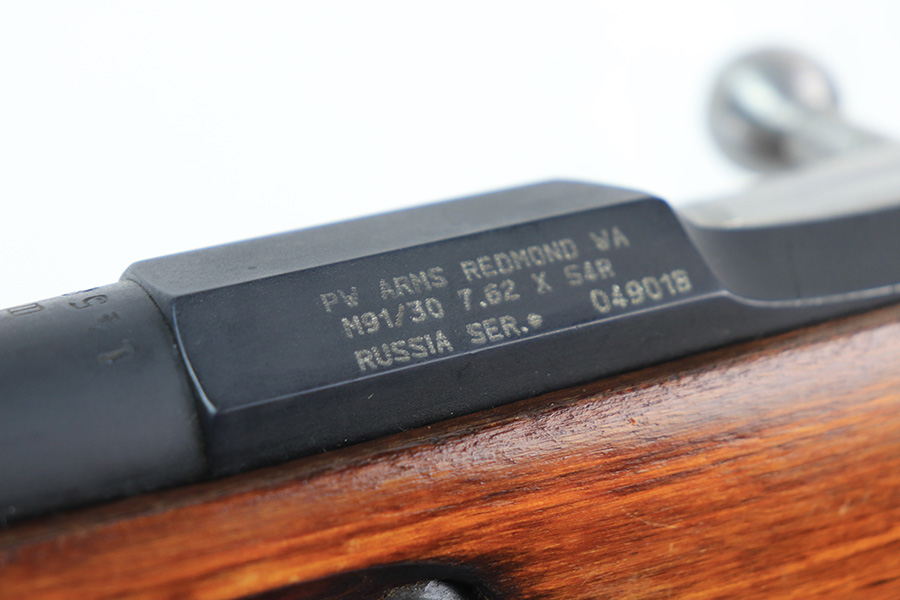 PW ARMS REDMOND WA
M91/30 7.62 X 54R
RUSSIA SER. 049018